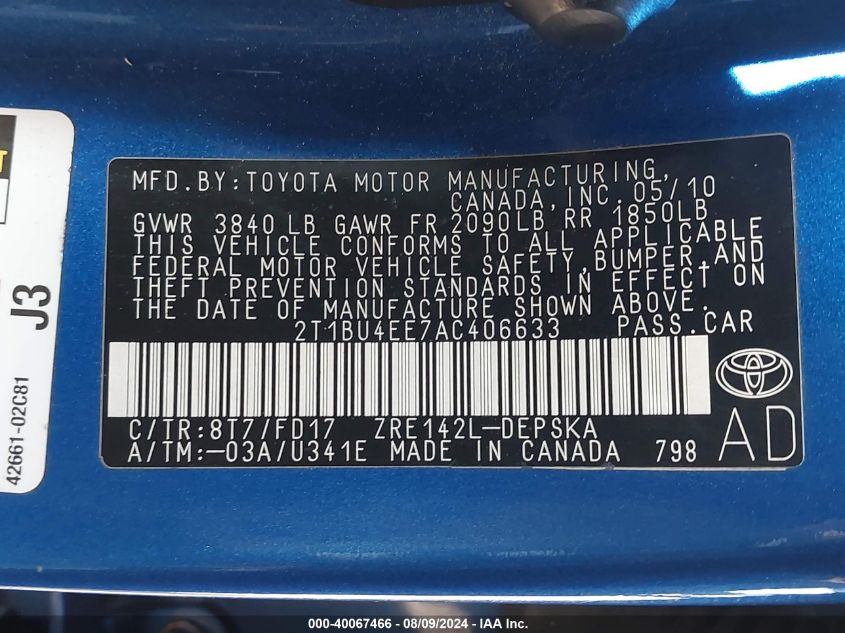 MFD.BY:TOYOTA MOTOR MANUFACTURING,
CANADA, INC. 05/10
GVWR 3840 LB GAWR FR 2090LB RR 1850LB
THIS VEHICLE CONFORMS TO ALL APPLICABLE
FEDERAL MOTOR VEHICLE SAFETY, BUMPER, AND
THEFT PREVENTION STANDARDS IN EFFECT ON
THE DATE OF MANUFACTURE SHOWN ABOVE.
2T1BU4EE7AC406633 PASS.CAR
C/TR:8T7/FD17 ZRE142L-DEPSKA
A/TM:-03A/U341E MADE IN CANADA 798
AD
J3
42661-02C81
000-40067466 - 08/09/2024 - IAA Inc.